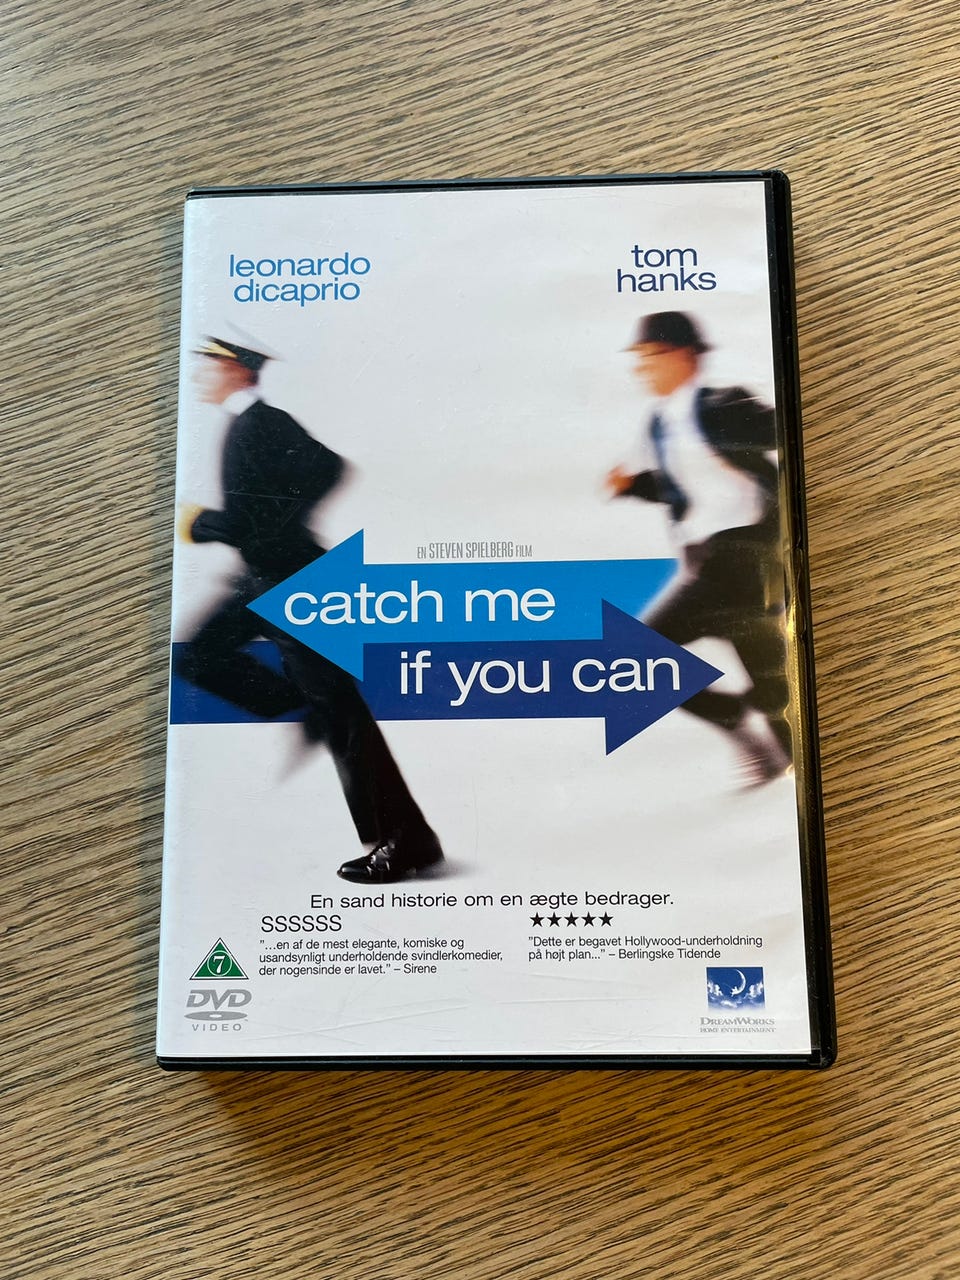 leonardo
dicaprio
tom
hanks
EN STEVEN SPIELBERG FILM
catch me
if you can
En sand historie om en ægte bedrager.
SSSSSS
"...en af de mest elegante, komiske og
usandsynligt underholdende svindlerkomedier,
der nogensinde er lavet." – Sirene
★★★★★
"Dette er begavet Hollywood-underholdning
på højt plan..." – Berlingske Tidende
7
DVD
VIDEO
DREAMWORKS
HOME ENTERTAINMENT